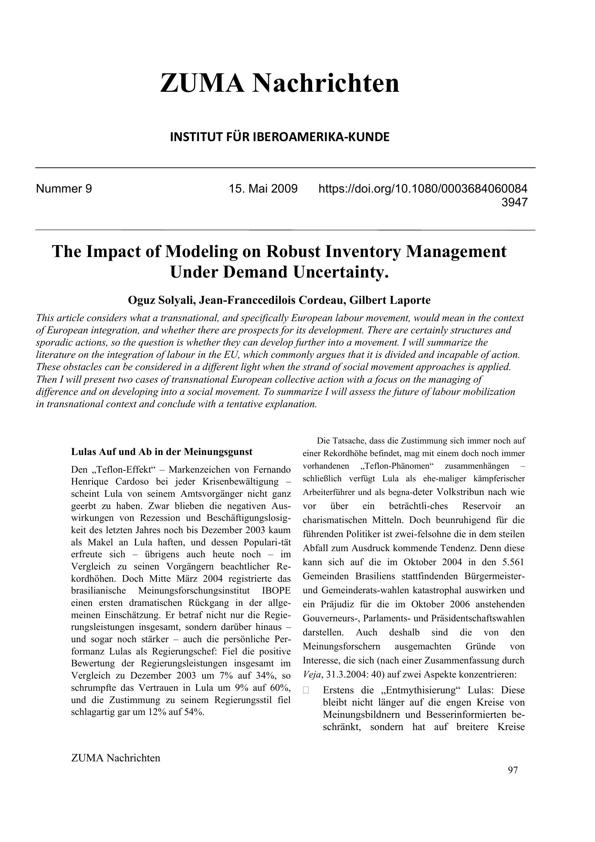 ZUMA Nachrichten
INSTITUT FÜR IBEROAMERIKA-KUNDE
Nummer 9 15. Mai 2009 https://doi.org/10.1080/0003684060084
3947
The Impact of Modeling on Robust Inventory Management
Under Demand Uncertainty.
Oguz Solyali, Jean-Franccedilois Cordeau, Gilbert Laporte
This article considers what a transnational, and specifically European labour movement, would mean in the context
of European integration, and whether there are prospects for its development. There are certainly structures and
sporadic actions, so the question is whether they can develop further into a movement. I will summarize the
literature on the integration of labour in the EU, which commonly argues that it is divided and incapable of action.
These obstacles can be considered in a different light when the strand of social movement approaches is applied.
Then I will present two cases of transnational European collective action with a focus on the managing of
difference and on developing into a social movement. To summarize I will assess the future of labour mobilization
in transnational context and conclude with a tentative explanation.
Lulas Auf und Ab in der Meinungsgunst
Den „Teflon-Effekt“ – Markenzeichen von Fernando
Henrique Cardoso bei jeder Krisenbewältigung –
scheint Lula von seinem Amtsvorgänger nicht ganz
geerbt zu haben. Zwar blieben die negativen Aus-
wirkungen von Rezession und Beschäftigungslosig-
keit des letzten Jahres noch bis Dezember 2003 kaum
als Makel an Lula haften, und dessen Populari-tät
erfreute sich – übrigens auch heute noch – im
Vergleich zu seinen Vorgängern beachtlicher Re-
kordhöhen. Doch Mitte März 2004 registrierte das
brasilianische Meinungsforschungsinstitut IBOPE
einen ersten dramatischen Rückgang in der allge-
meinen Einschätzung. Er betraf nicht nur die Regie-
rungsleistungen insgesamt, sondern darüber hinaus –
und sogar noch stärker – auch die persönliche Per-
formanz Lulas als Regierungschef: Fiel die positive
Bewertung der Regierungsleistungen insgesamt im
Vergleich zu Dezember 2003 um 7% auf 34%, so
schrumpfte das Vertrauen in Lula um 9% auf 60%,
und die Zustimmung zu seinem Regierungsstil fiel
schlagartig gar um 12% auf 54%.
Die Tatsache, dass die Zustimmung sich immer noch auf
einer Rekordhöhe befindet, mag mit einem doch noch immer
vorhandenen „Teflon-Phänomen“ zusammenhängen –
schließlich verfügt Lula als ehe-maliger kämpferischer
Arbeiterführer und als begna-deter Volkstribun nach wie
vor über ein beträchtli-ches Reservoir an
charismatischen Mitteln. Doch beunruhigend für die
führenden Politiker ist zwei-felsohne die in dem steilen
Abfall zum Ausdruck kommende Tendenz. Denn diese
kann sich auf die im Oktober 2004 in den 5.561
Gemeinden Brasiliens stattfindenden Bürgermeister-
und Gemeinderats-wahlen katastrophal auswirken und
ein Präjudiz für die im Oktober 2006 anstehenden
Gouverneurs-, Parlaments- und Präsidentschaftswahlen
darstellen. Auch deshalb sind die von den
Meinungsforschern ausgemachten Gründe von
Interesse, die sich (nach einer Zusammenfassung durch
Veja, 31.3.2004: 40) auf zwei Aspekte konzentrieren:
Erstens die „Entmythisierung“ Lulas: Diese
bleibt nicht länger auf die engen Kreise von
Meinungsbildnern und Besserinformierten be-
schränkt, sondern hat auf breitere Kreise
ZUMA Nachrichten
97